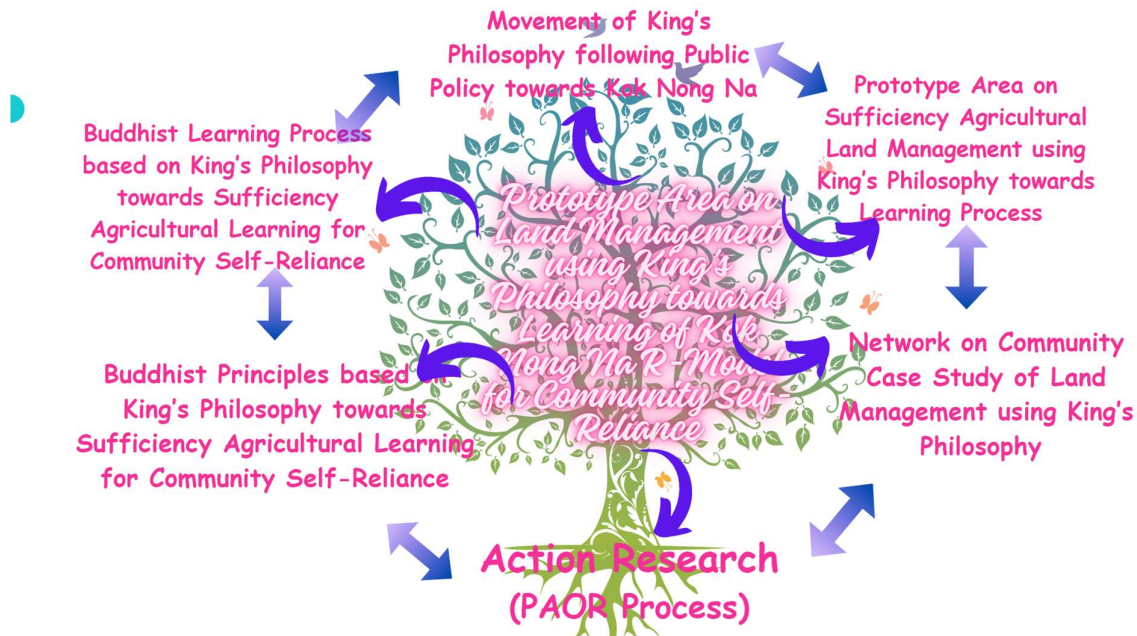 Movement of King's
Philosophy following Public
Policy towards Kok Nong Na
Prototype Area on
Sufficiency Agricultural
Land Management using
King's Philosophy towards
Learning Process
Buddhist Learning Process
based on King's Philosophy
towards Sufficiency
Agricultural Learning for
Community Self-Reliance
Prototype Area on
Land Management
using King's
Philosophy towards
Learning of Kok
Nong Na R-Model
for Community Self-
Reliance
Network on Community
Case Study of Land
Management using King's
Philosophy
Buddhist Principles based on
King's Philosophy towards
Sufficiency Agricultural Learning
for Community Self-Reliance
Action Research
(PAOR Process)